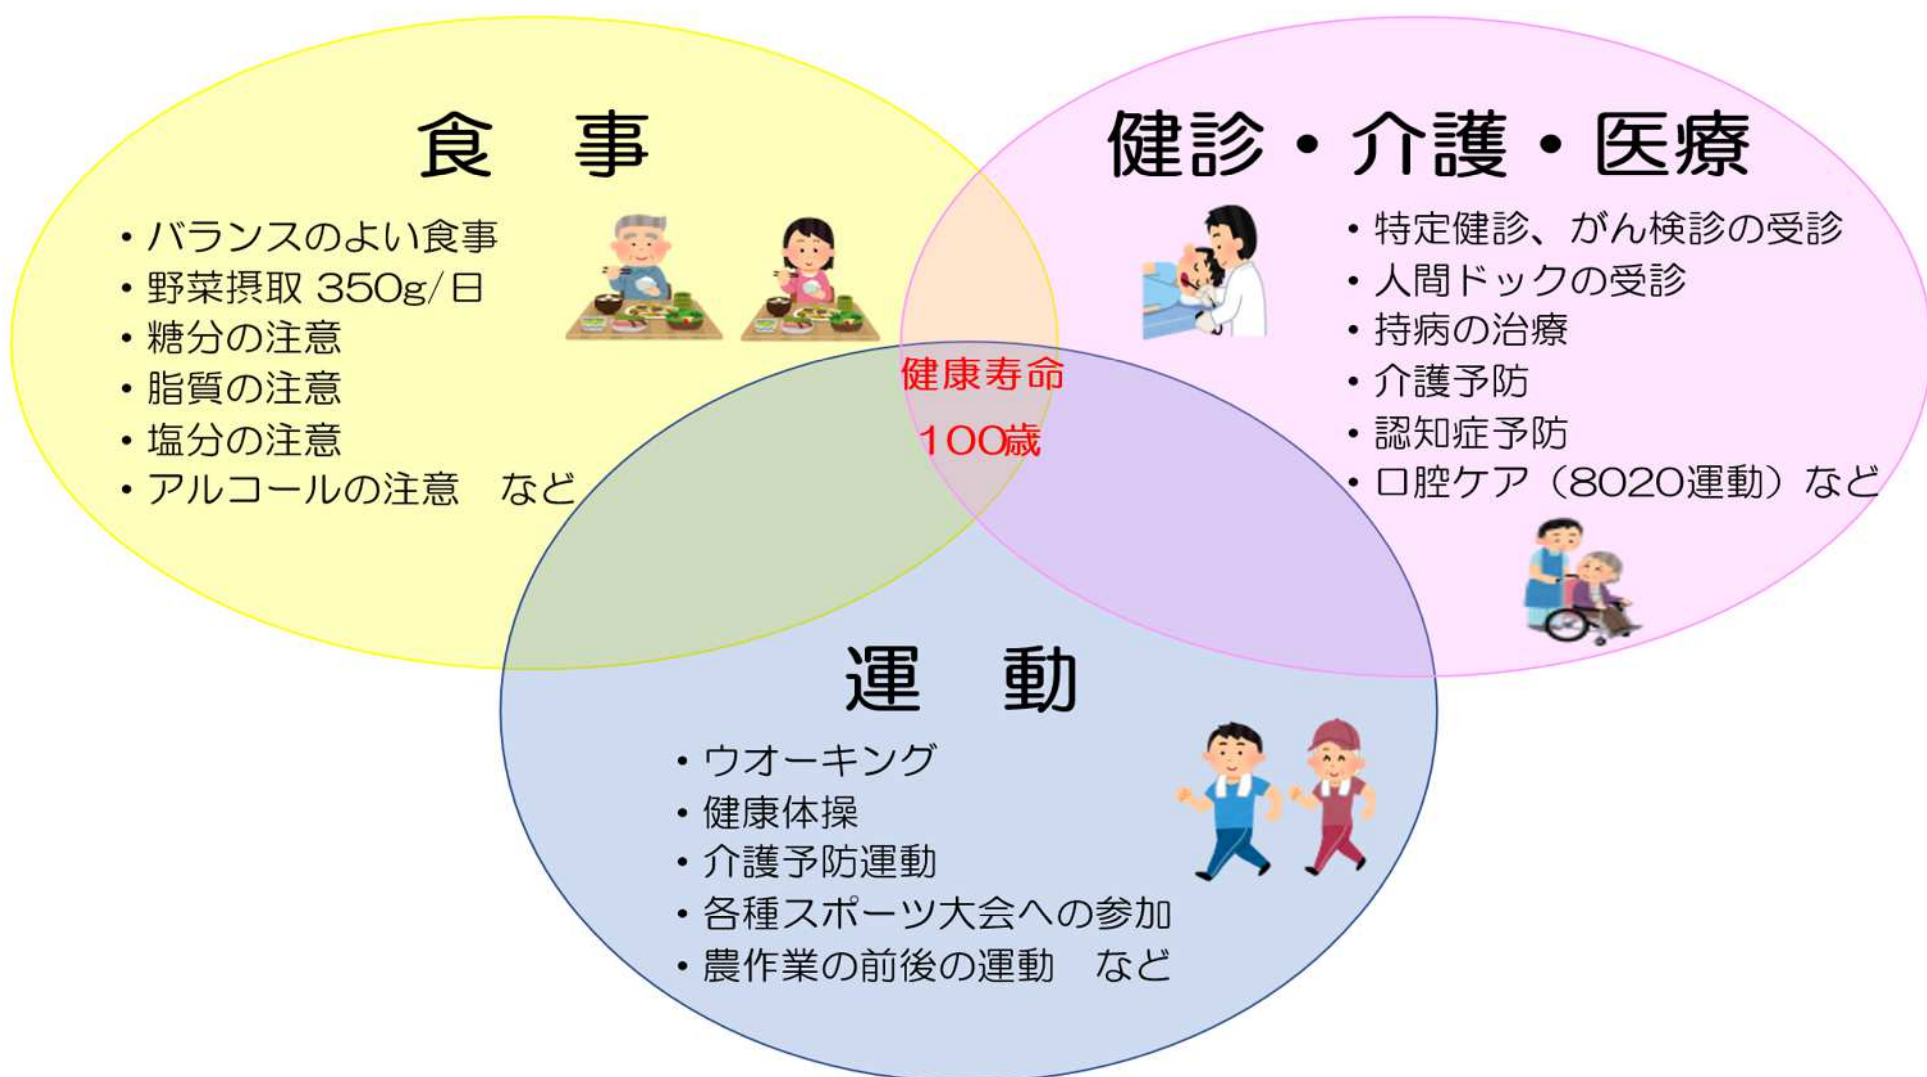 食　事
・バランスのよい食事
・野菜摂取 350g/日
・糖分の注意
・脂質の注意
・塩分の注意
・アルコールの注意　など
健診・介護・医療
・特定健診、がん検診の受診
・人間ドックの受診
・持病の治療
・介護予防
・認知症予防
・口腔ケア（8020運動）など
健康寿命
100歳
運　動
・ウオーキング
・健康体操
・介護予防運動
・各種スポーツ大会への参加
・農作業の前後の運動　など